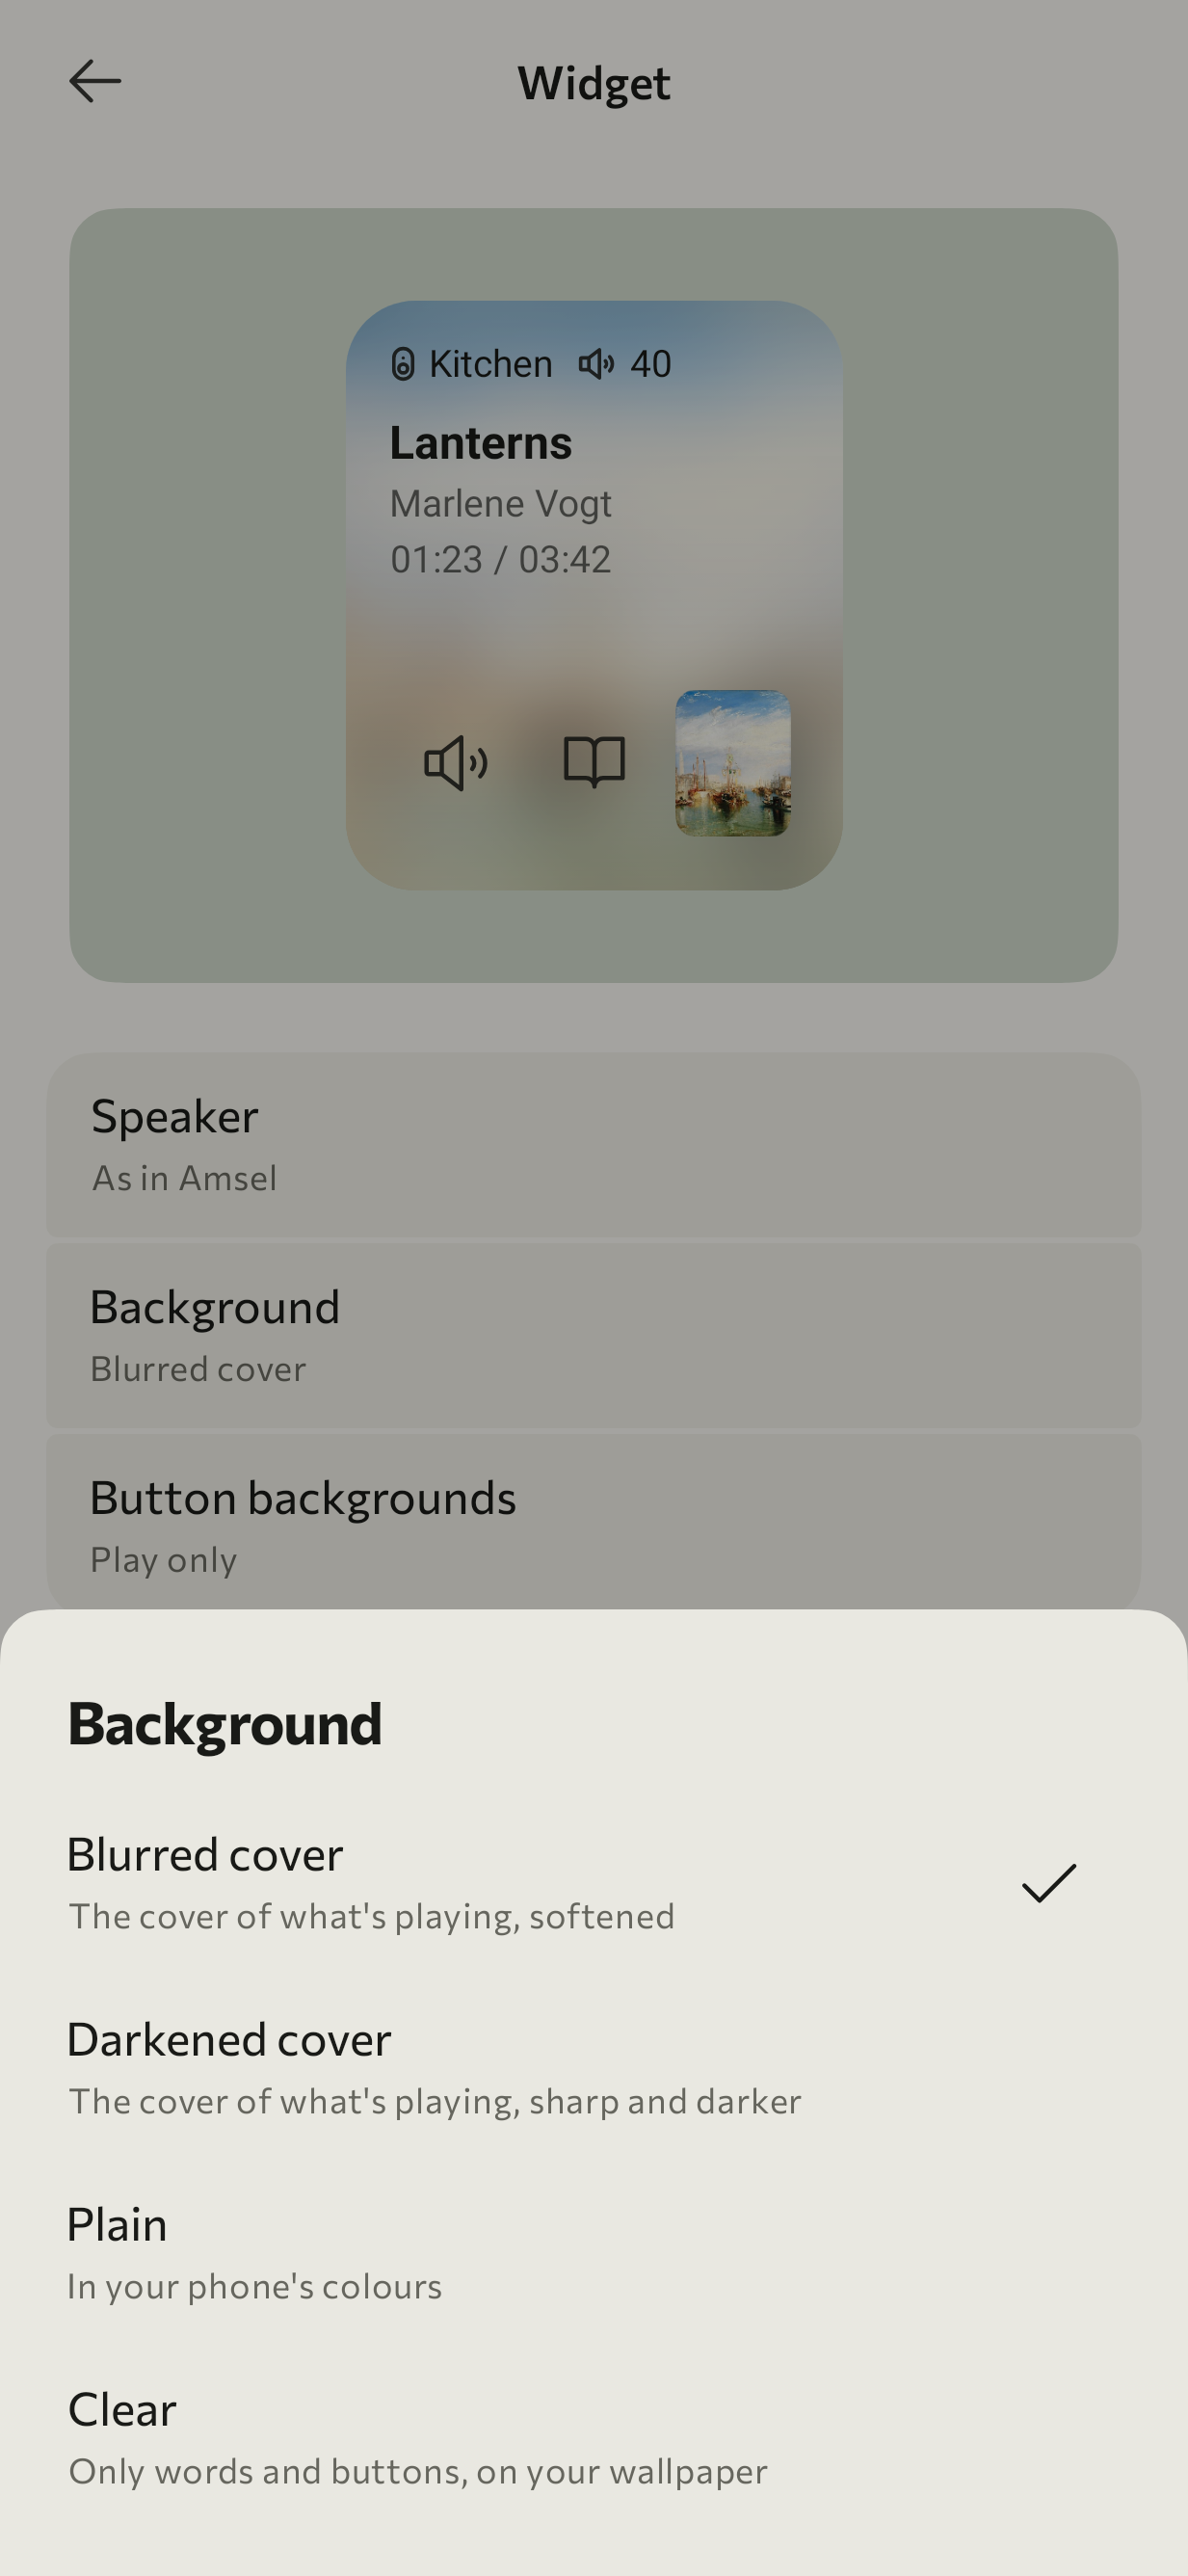 Widget
Kitchen 40
Lanterns
Marlene Vogt
01:23 / 03:42
Speaker
As in Amsel
Background
Blurred cover
Button backgrounds
Play only
Background
Blurred cover
The cover of what's playing, softened
Darkened cover
The cover of what's playing, sharp and darker
Plain
In your phone's colours
Clear
Only words and buttons, on your wallpaper